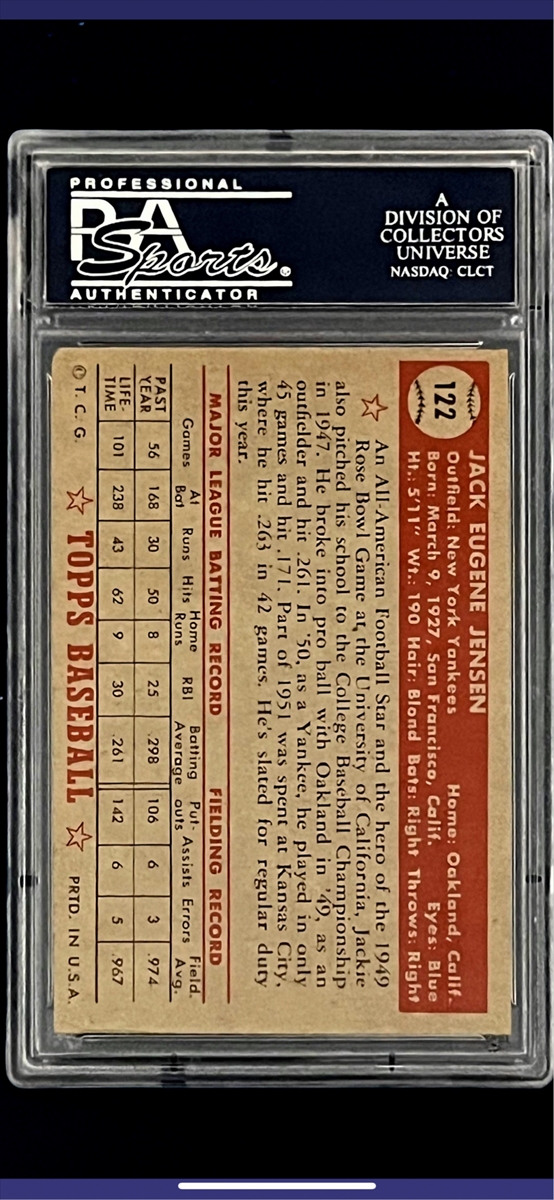 PROFESSIONAL
PSA
Sports®
AUTHENTICATOR
A
DIVISION OF
COLLECTORS
UNIVERSE
NASDAQ: CLCT
122
JACK EUGENE JENSEN
Outfield: New York Yankees Home: Oakland, Calif.
Born: March 9, 1927, San Francisco, Calif. Eyes: Blue
Ht.: 5'11" Wt.: 190 Hair: Blond Bats: Right Throws: Right
An All-American Football Star and the hero of the 1949
Rose Bowl Game at the University of California, Jackie
also pitched his school to the College Baseball Championship
in 1947. He broke into pro ball with Oakland in '49, as an
outfielder and hit .261. In '50, as a Yankee, he played in only
45 games and hit .171. Part of 1951 was spent at Kansas City,
where he hit .263 in 42 games. He's slated for regular duty
this year.
MAJOR LEAGUE BATTING RECORD FIELDING RECORD
Games At Bat Runs Hits Home Runs RBI Batting Average Put-outs Assists Errors Field. Avg.
PAST YEAR 56 168 30 50 8 25 .298 106 6 3 .974
LIFE-TIME 101 238 43 62 9 30 .261 142 6 5 .967
© T. C. G. TOPPS BASEBALL PRTD. IN U.S.A.